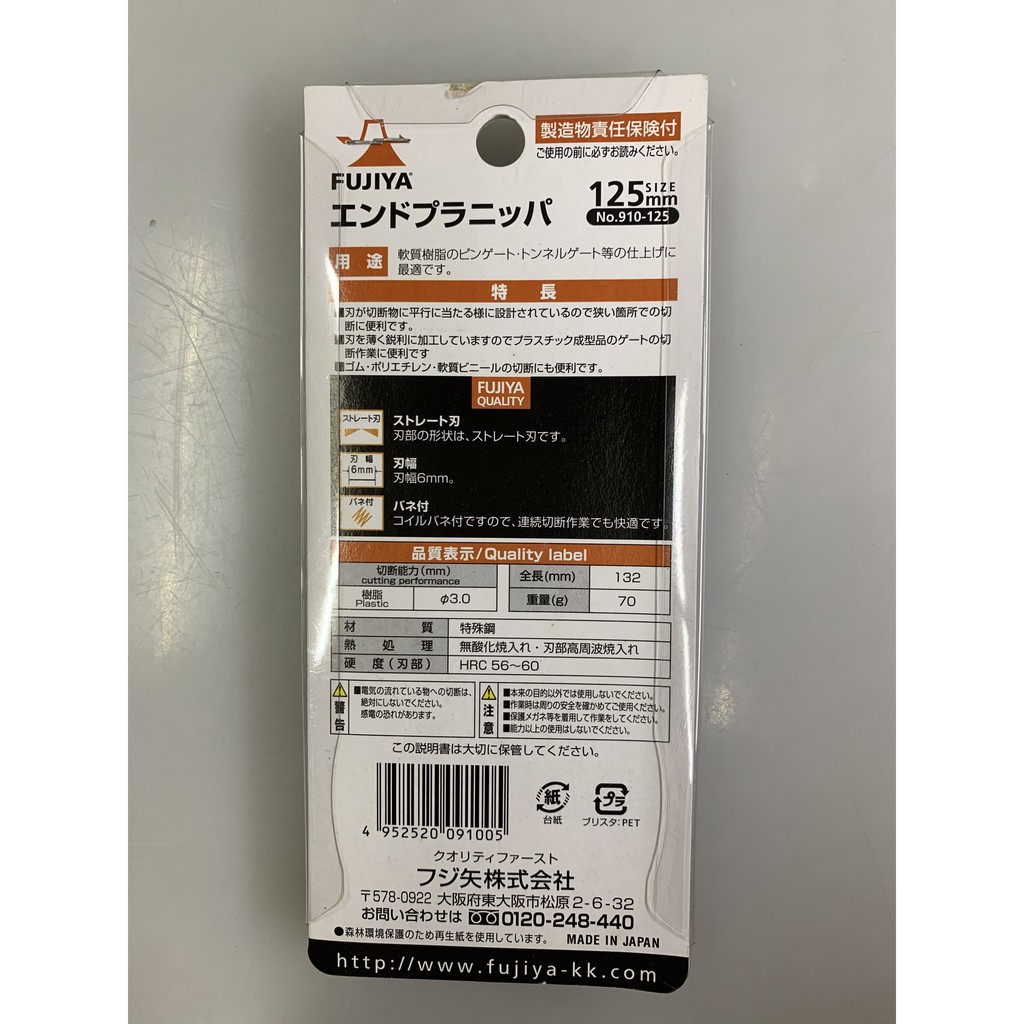 製造物責任保険付
ご使用の前に必ずお読みください。
FUJIYA®
エンドプラニッパ
125mm SIZE
No.910-125
用途
軟質樹脂のピンゲート・トンネルゲート等の仕上げに
最適です。
特長
■刃が切断物に平行に当たる様に設計されているので狭い箇所での切
断に便利です。
■刃を薄く鋭利に加工していますのでプラスチック成型品のゲートの切
断作業に便利です
■ゴム・ポリエチレン・軟質ビニールの切断にも便利です。
FUJIYA
QUALITY
ストレート刃
ストレート刃
刃部の形状は、ストレート刃です。
刃幅
6mm
刃幅
刃幅6mm。
バネ付
バネ付
コイルバネ付ですので、連続切断作業でも快適です。
品質表示/Quality label
切断能力(mm)
cutting performance
樹脂
Plastic
φ3.0
全長(mm) 132
重量(g) 70
材質 特殊鋼
熱処理 無酸化焼入れ・刃部高周波焼入れ
硬度(刃部) HRC 56〜60
警告
■電気の流れている物への切断は、
絶対にしないでください。
感電の恐れがあります。
注意
■本来の目的以外では使用しないでください。
■作業時は周りの安全を確かめてご使用ください。
■保護メガネ等を着用して作業をしてください。
■能力以上の使用はしないでください。
この説明書は大切に保管してください。
4 952520 091005
紙
台紙
プラ
ブリスタ:PET
クオリティファースト
フジ矢株式会社
〒578-0922 大阪府東大阪市松原2-6-32
お問い合わせは 0120-248-440
●森林環境保護のため再生紙を使用しています。 MADE IN JAPAN
http://www.fujiya-kk.com